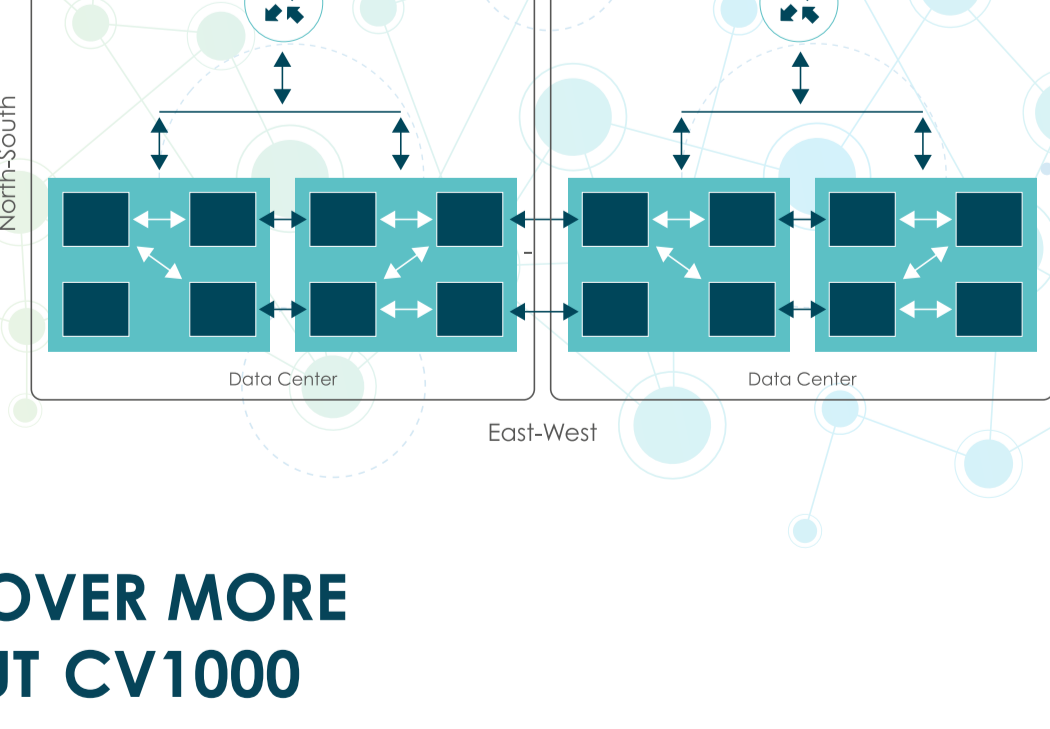 North-South
Data Center
Data Center
East-West
OVER MORE
UT CV1000